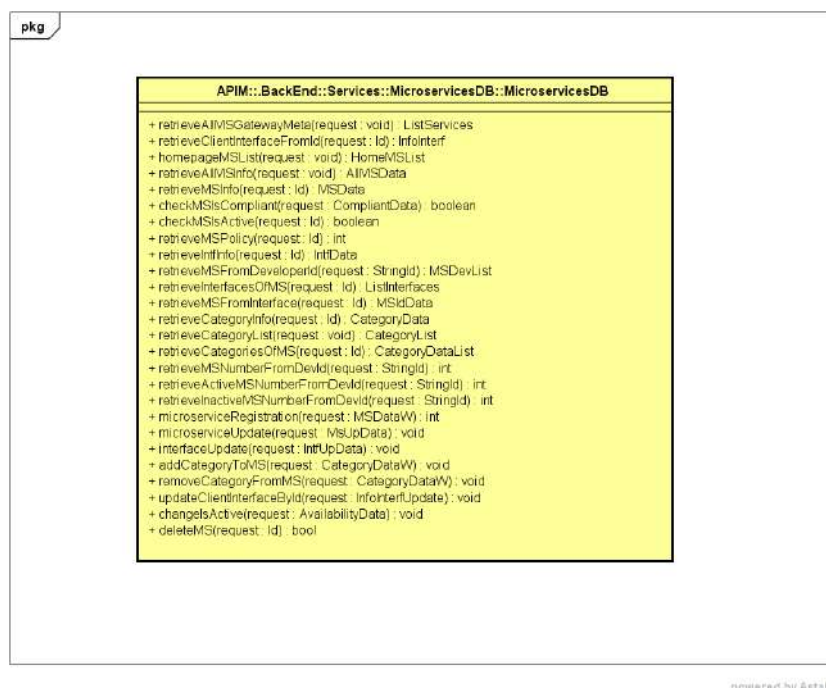 pkg
APIM::.BackEnd::Services::MicroservicesDB::MicroservicesDB
+ retrieveAllMSGatewayMeta(request : void) : ListServices
+ retrieveClientInterfaceFromId(request : Id) : InfoInterf
+ homepageMSList(request : void) : HomeMSList
+ retrieveAllMSInfo(request : void) : AllMSData
+ retrieveMSInfo(request : Id) : MSData
+ checkMSIsCompliant(request : CompliantData) : boolean
+ checkMSIsActive(request : Id) : boolean
+ retrieveMSPolicy(request : Id) : int
+ retrieveIntfInfo(request : Id) : IntfData
+ retrieveMSFromDeveloperId(request : StringId) : MSDevList
+ retrieveInterfacesOfMS(request : Id) : ListInterfaces
+ retrieveMSFromInterface(request : Id) : MSIdData
+ retrieveCategoryInfo(request : Id) : CategoryData
+ retrieveCategoryList(request : void) : CategoryList
+ retrieveCategoriesOfMS(request : Id) : CategoryDataList
+ retrieveMSNumberFromDevId(request : StringId) : int
+ retrieveActiveMSNumberFromDevId(request : StringId) : int
+ retrieveInactiveMSNumberFromDevId(request : StringId) : int
+ microserviceRegistration(request : MSDataW) : int
+ microserviceUpdate(request : MsUpData) : void
+ interfaceUpdate(request : IntfUpData) : void
+ addCategoryToMS(request : CategoryDataW) : void
+ removeCategoryFromMS(request : CategoryDataW) : void
+ updateClientInterfaceById(request : InfoInterfUpdate) : void
+ changeIsActive(request : AvailabilityData) : void
+ deleteMS(request : Id) : bool
powered by